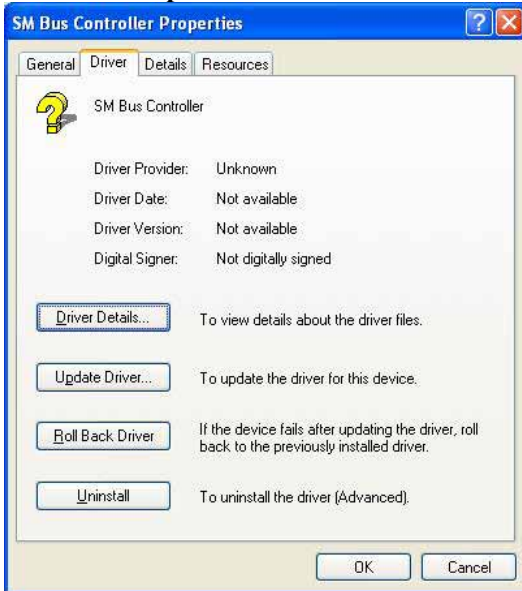 SM Bus Controller Properties
General Driver Details Resources
SM Bus Controller
Driver Provider: Unknown
Driver Date: Not available
Driver Version: Not available
Digital Signer: Not digitally signed
Driver Details... To view details about the driver files.
Update Driver... To update the driver for this device.
Roll Back Driver If the device fails after updating the driver, roll
back to the previously installed driver.
Uninstall To uninstall the driver (Advanced).
OK Cancel